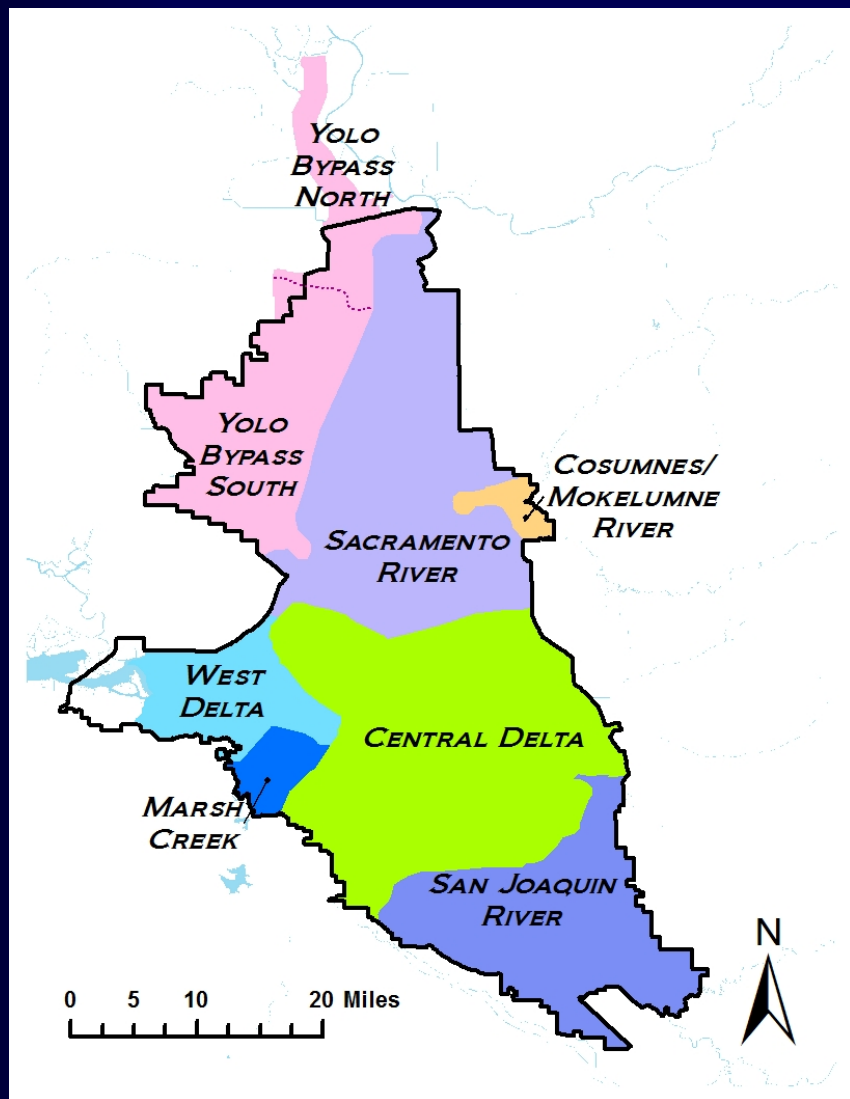 YOLO
BYPASS
NORTH
YOLO
BYPASS
SOUTH
COSUMNES/
MOKELUMNE
RIVER
SACRAMENTO
RIVER
WEST
DELTA
CENTRAL DELTA
MARSH
CREEK
SAN JOAQUIN
RIVER
N
0 5 10 20 Miles